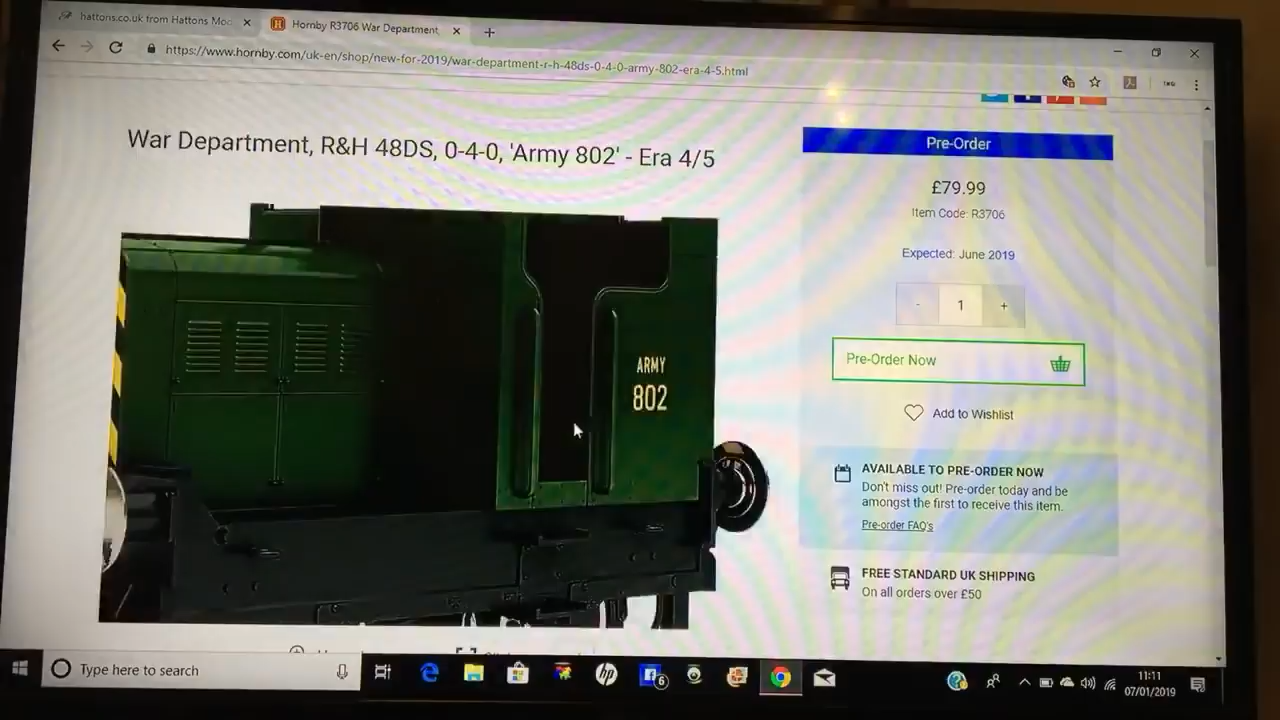 hattons.co.uk from Hattons Moc
Hornby R3706 War Department,
https://www.hornby.com/uk-en/shop/new-for-2019/war-department-r-h-48ds-0-4-0-army-802-era-4-5.html
War Department, R&H 48DS, 0-4-0, 'Army 802' - Era 4/5
ARMY
802
Pre-Order
£79.99
Item Code: R3706
Expected: June 2019
- 1 +
Pre-Order Now
Add to Wishlist
AVAILABLE TO PRE-ORDER NOW
Don't miss out! Pre-order today and be
amongst the first to receive this item.
Pre-order FAQ's
FREE STANDARD UK SHIPPING
On all orders over £50
Type here to search
hp
6
11:11
07/01/2019